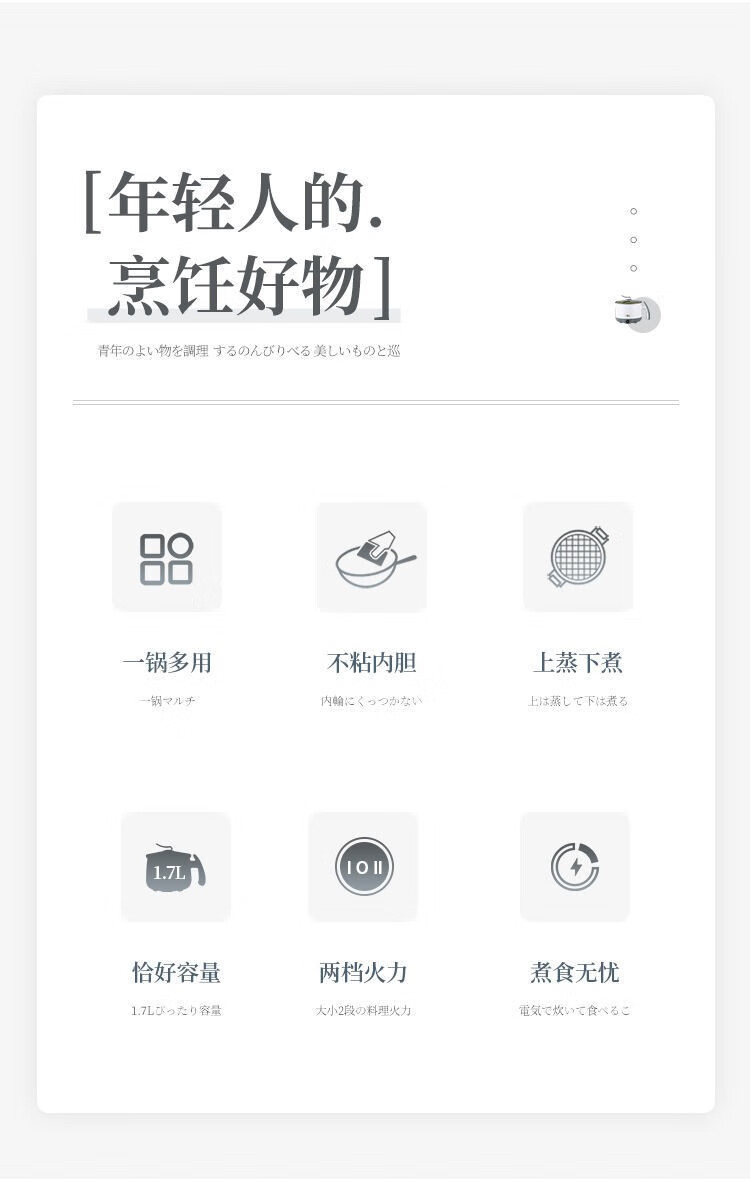 [年轻人的.
烹饪好物]
青年のよい物を調理 するのんびりべる 美しいものと巡
一锅多用
一锅マルチ
不粘内胆
内輪にくっつかない
上蒸下煮
上は蒸して下は煮る
1.7L
恰好容量
1.7Lぴったり容量
I O II
两档火力
大小2段の料理火力
煮食无忧
電気で炊いて食べるこ